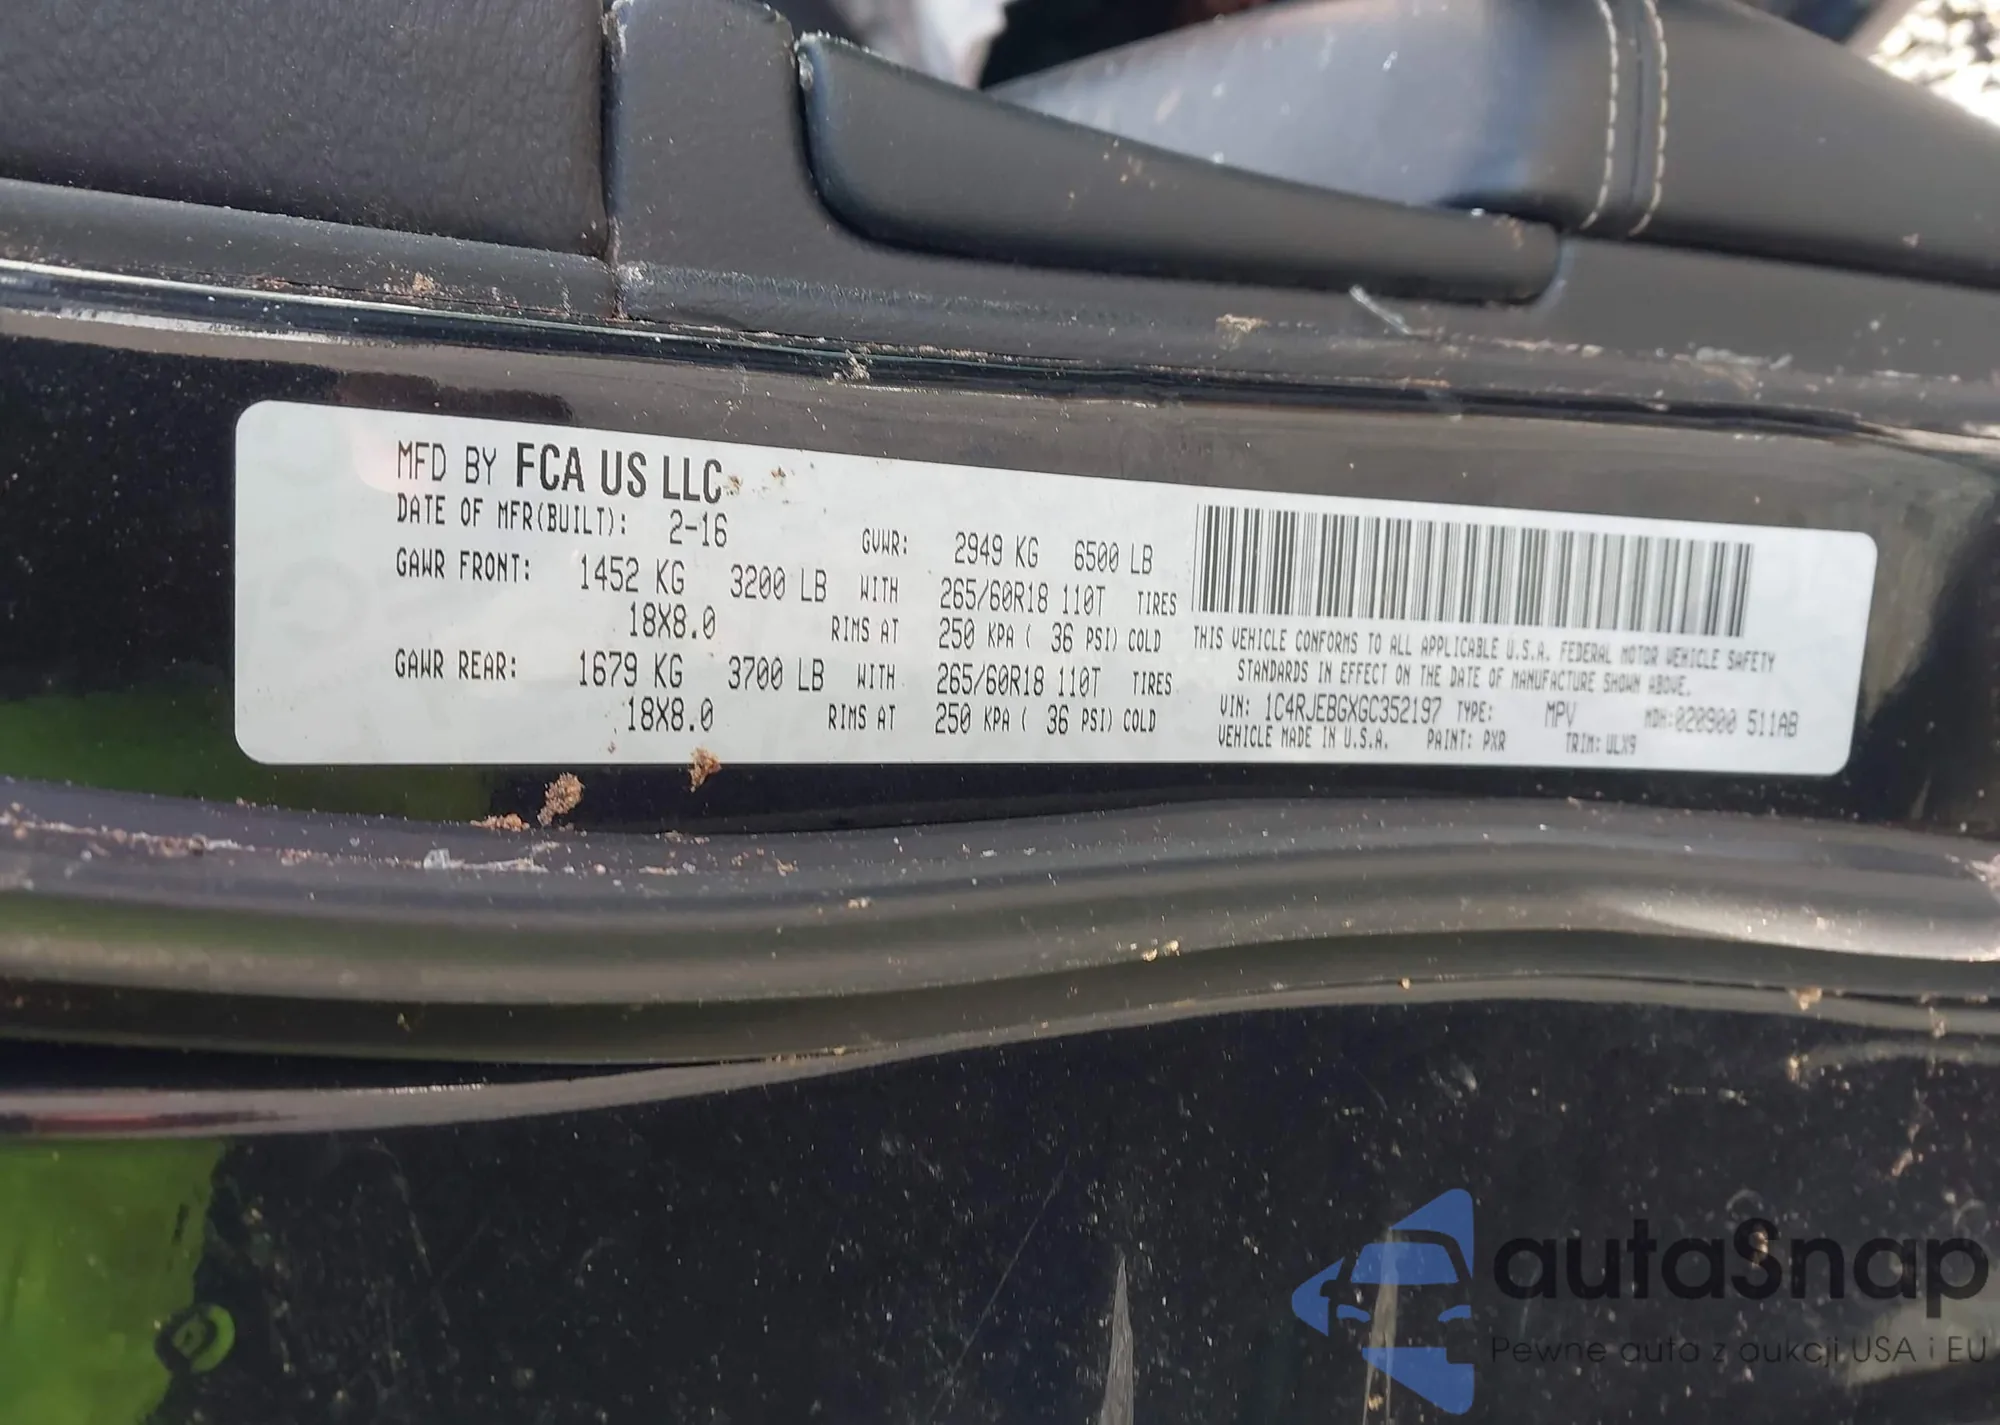 MFD BY FCA US LLC
DATE OF MFR(BUILT): 2-16 GVWR: 2949 KG 6500 LB
GAWR FRONT: 1452 KG 3200 LB WITH 265/60R18 110T TIRES
18X8.0 RIMS AT 250 KPA ( 36 PSI) COLD
GAWR REAR: 1679 KG 3700 LB WITH 265/60R18 110T TIRES
18X8.0 RIMS AT 250 KPA ( 36 PSI) COLD
THIS VEHICLE CONFORMS TO ALL APPLICABLE U.S.A. FEDERAL MOTOR VEHICLE SAFETY
STANDARDS IN EFFECT ON THE DATE OF MANUFACTURE SHOWN ABOVE.
VIN: 1C4RJEBGXGC352197 TYPE: MPV MDH:020900 511AB
VEHICLE MADE IN U.S.A. PAINT: PXR TRIM: ULX9
autaSnap
Pewne auta z aukcji USA i EU